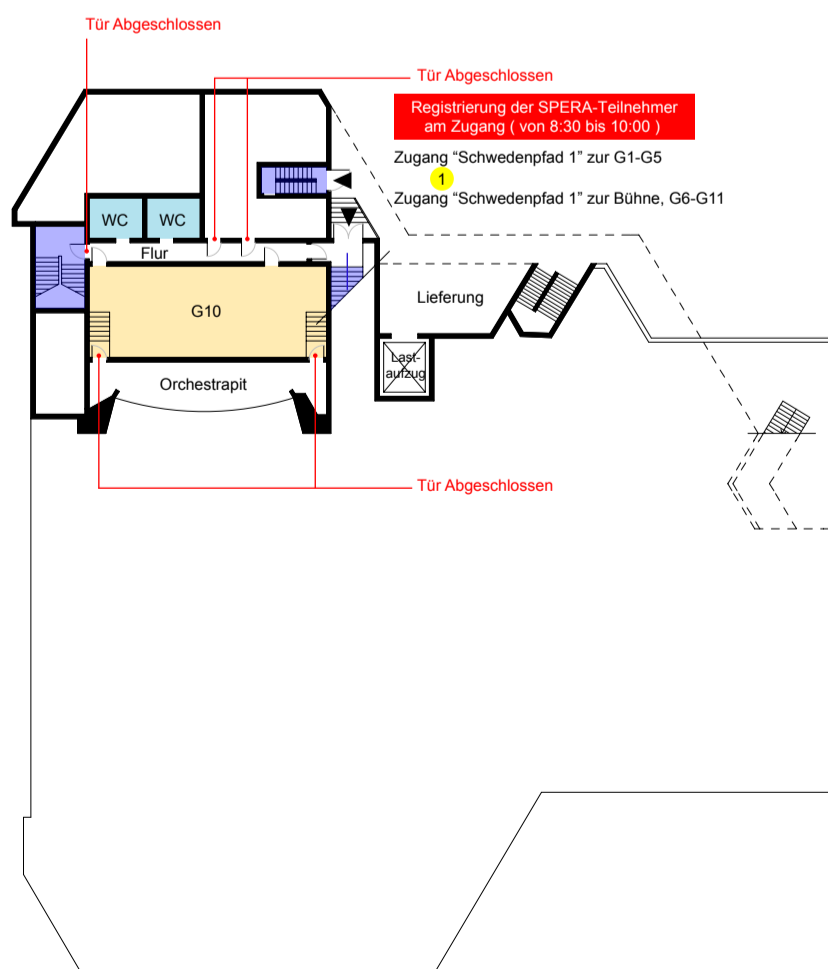 Tür Abgeschlossen
Tür Abgeschlossen
Registrierung der SPERA-Teilnehmer
am Zugang ( von 8:30 bis 10:00 )
Zugang “Schwedenpfad 1” zur G1-G5
1
Zugang “Schwedenpfad 1” zur Bühne, G6-G11
WC
WC
Flur
Lieferung
G10
Last-
aufzug
Orchestrapit
Tür Abgeschlossen